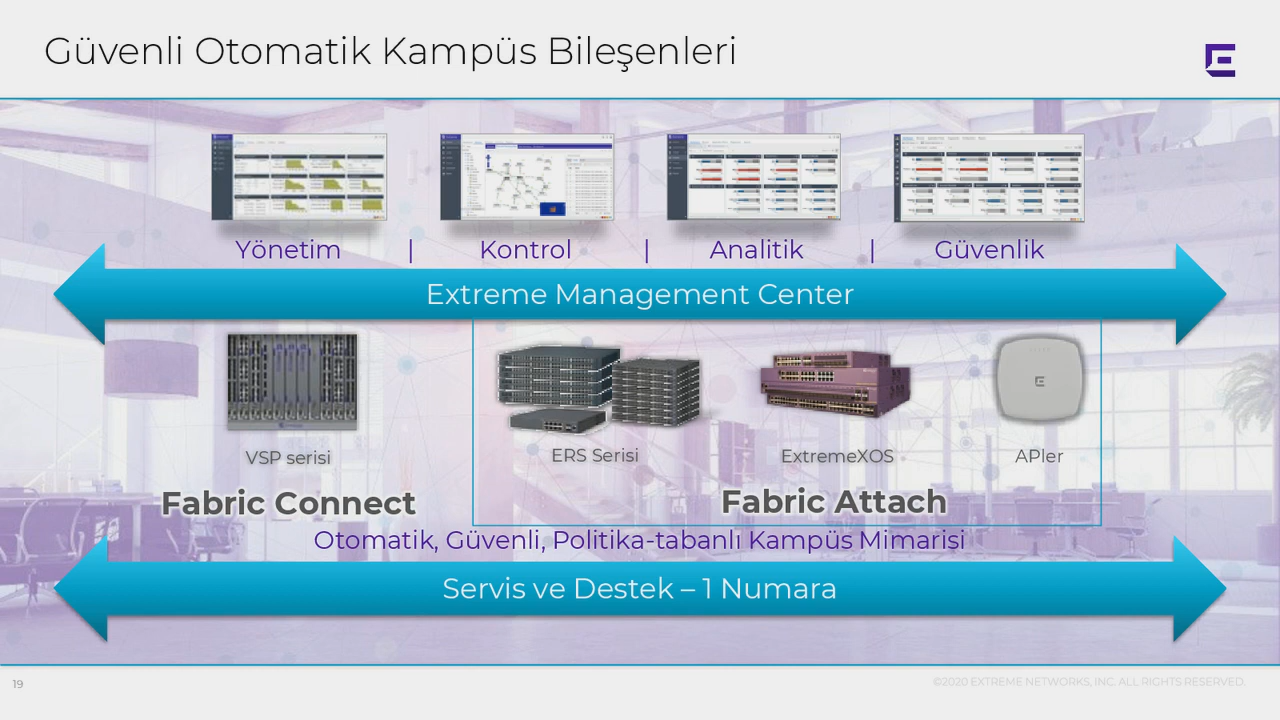 Güvenli Otomatik Kampüs Bileşenleri
Yönetim | Kontrol | Analitik | Güvenlik
Extreme Management Center
VSP serisi
ERS Serisi
ExtremeXOS
APler
Fabric Connect
Fabric Attach
Otomatik, Güvenli, Politika-tabanlı Kampüs Mimarisi
Servis ve Destek – 1 Numara
19
©2020 EXTREME NETWORKS, INC. ALL RIGHTS RESERVED.